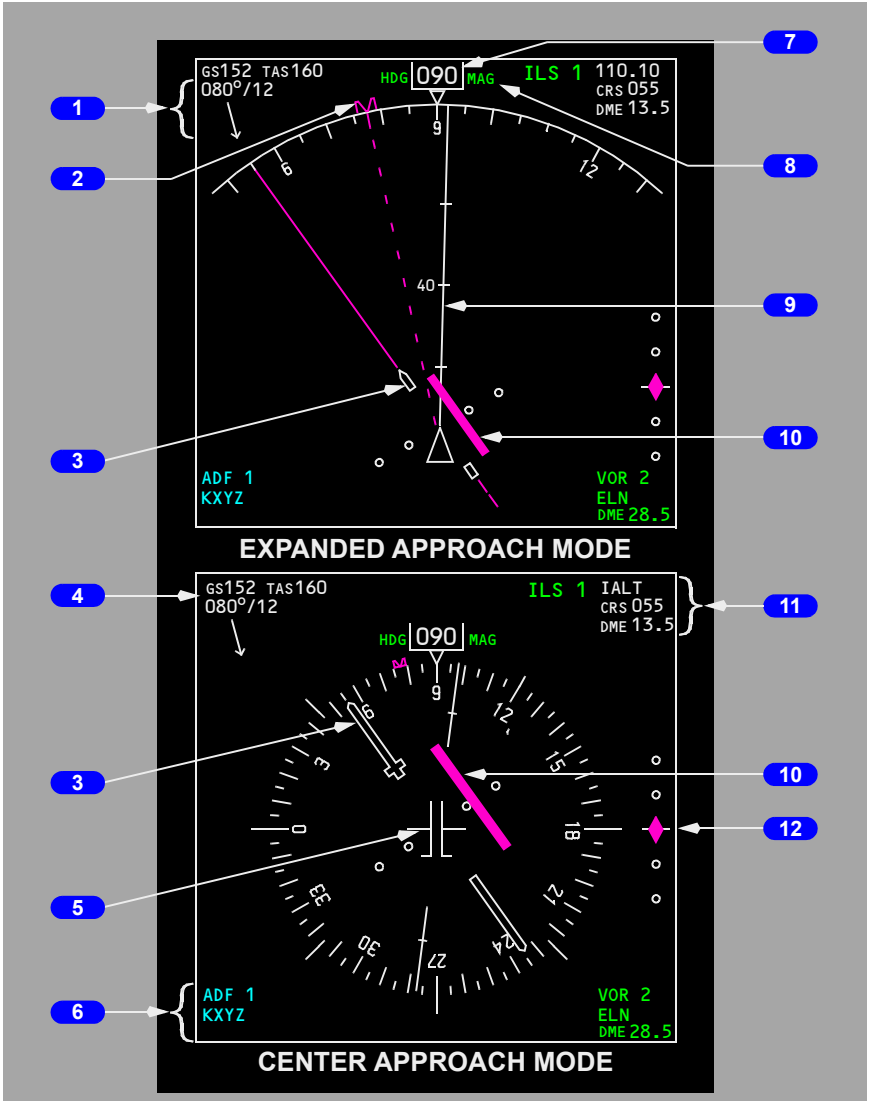 7
GS152 TAS160
HDG 090 MAG
ILS 1 110.10
080º/12
CRS 055
DME 13.5
1
9
6
12
8
2
40
9
3
10
ADF 1
KXYZ
VOR 2
ELN
DME 28.5
EXPANDED APPROACH MODE
4
GS152 TAS160
080º/12
ILS 1 IALT
CRS 055
DME 13.5
11
HDG 090 MAG
9
6
12
3
15
3
10
0
18
12
33
21
5
30
24
27
6
ADF 1
KXYZ
VOR 2
ELN
DME 28.5
CENTER APPROACH MODE